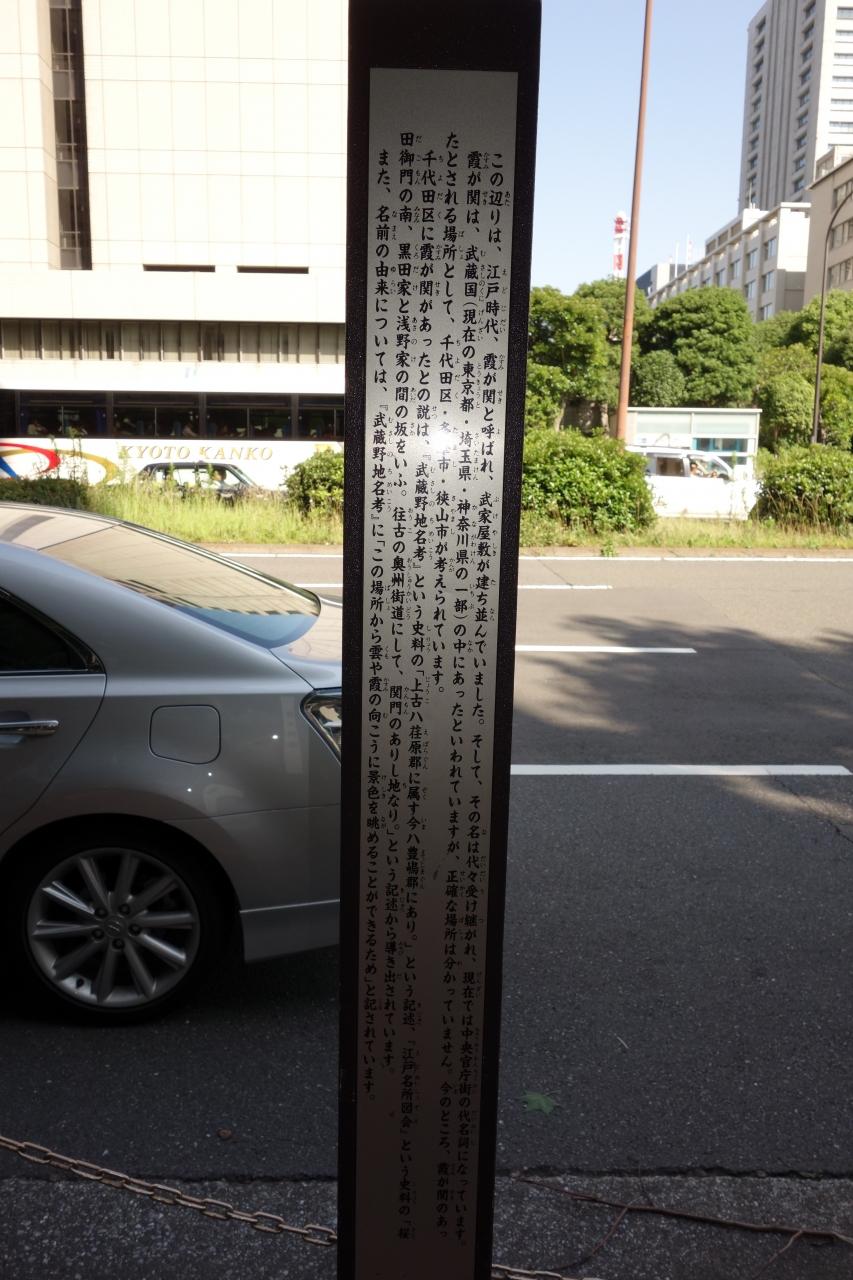 この辺りは、江戸時代、霞が関と呼ばれ、武家屋敷が建ち並んでいました。そして、その名は代々受け継がれ、現在では中央官庁街の代名詞になっています。
霞が関は、武蔵国(現在の東京都・埼玉県・神奈川県の一部)の中にあったといわれていますが、正確な場所は分かっていません。今のところ、霞が関のあっ
たとされる場所として、千代田区・多摩市・狭山市が考えられています。
千代田区に霞が関があったとの説は、『武蔵野地名考』という史料の「上古ハ荏原郡に属す今ハ豊嶋郡にあり。」という記述、「江戸名所図会」という史料の「桜
田御門の南、黒田家と浅野家の間の坂をいふ。往古の奥州街道にして、関門のありし地なり。」という記述から導き出されています。
また、名前の由来については、『武蔵野地名考』に「この場所から雲や霞の向こうに景色を眺めることができるため」と記されています。
KYOTO KANKO